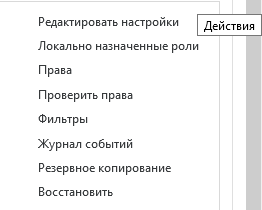 Редактировать настройки
Действия
Локально назначенные роли
Права
Проверить права
Фильтры
Журнал событий
Резервное копирование
Восстановить